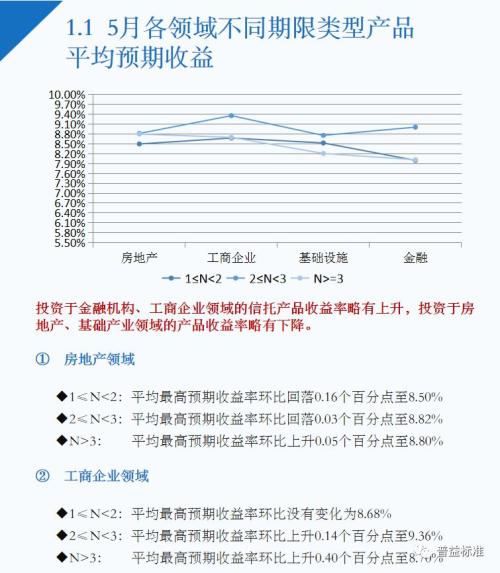 1.1 5月各领域不同期限类型产品
平均预期收益
10.00%
9.70%
9.40%
9.10%
8.80%
8.50%
8.20%
7.90%
7.60%
7.30%
7.00%
6.70%
6.40%
6.10%
5.80%
5.50%
房地产 工商企业 基础设施 金融
1≤N<2 2≤N<3 N>=3
投资于金融机构、工商企业领域的信托产品收益率略有上升，投资于房
地产、基础产业领域的产品收益率略有下降。
① 房地产领域
◆1≤N<2：平均最高预期收益率环比回落0.16个百分点至8.50%
◆2≤N<3：平均最高预期收益率环比回落0.03个百分点至8.82%
◆N>3： 平均最高预期收益率环比上升0.05个百分点至8.80%
② 工商企业领域
◆1≤N<2：平均最高预期收益率环比没有变化为8.68%
◆2≤N<3：平均最高预期收益率环比上升0.14个百分点至9.36%
◆N>3： 平均最高预期收益率环比上升0.40个百分点至8.70%
普益标准